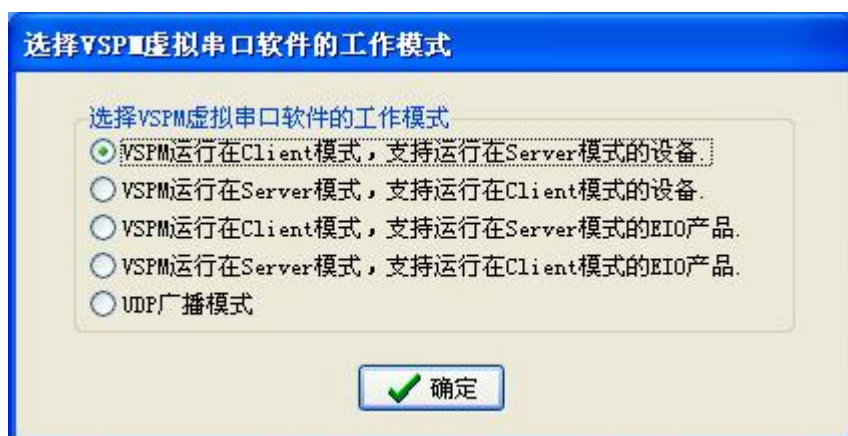 选择VSPM虚拟串口软件的工作模式
选择VSPM虚拟串口软件的工作模式
VSPM运行在Client模式，支持运行在Server模式的设备.
VSPM运行在Server模式，支持运行在Client模式的设备.
VSPM运行在Client模式，支持运行在Server模式的EIO产品.
VSPM运行在Server模式，支持运行在Client模式的EIO产品.
UDP广播模式
确定